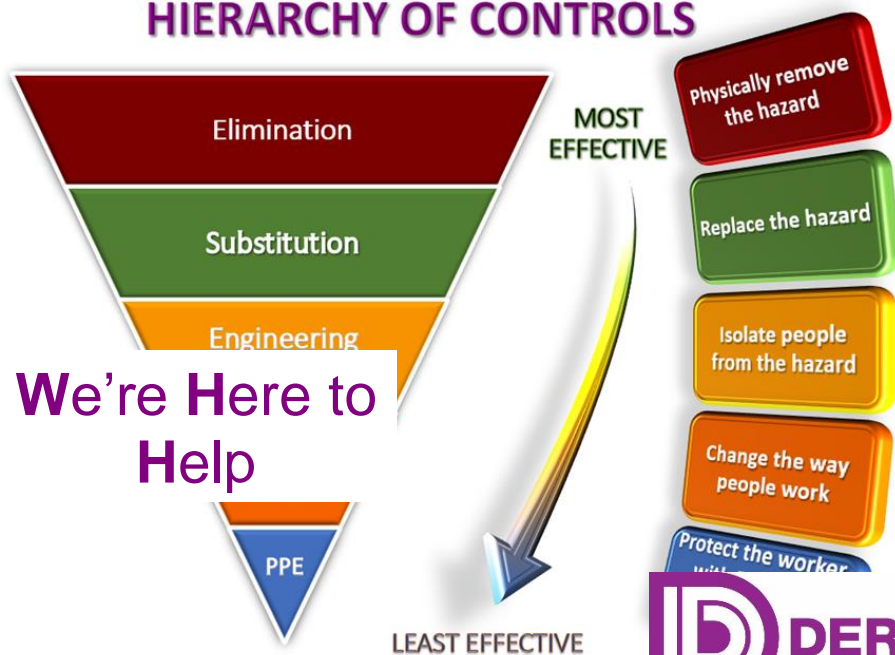 HIERARCHY OF CONTROLS
Elimination
Substitution
Engineering
We're Here to
Help
PPE
MOST
EFFECTIVE
LEAST EFFECTIVE
Physically remove
the hazard
Replace the hazard
Isolate people
from the hazard
Change the way
people work
Protect the worker
DER